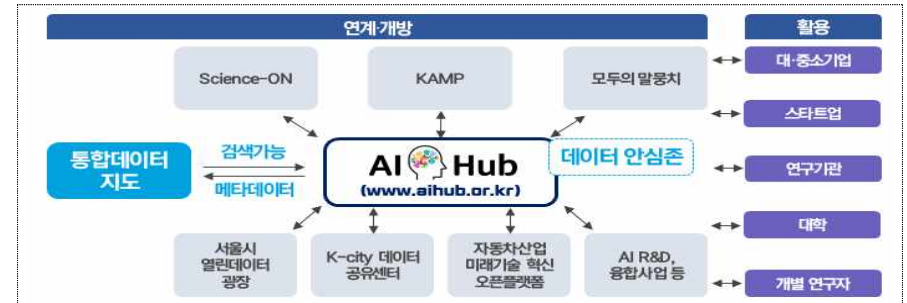 연계·개방
활용
Science-ON
KAMP
모두의 말뭉치
대·중소기업
스타트업
통합데이터
지도
검색가능
메타데이터
AI Hub
(www.aihub.or.kr)
데이터 안심존
연구기관
대학
서울시
열린데이터
광장
K-city 데이터
공유센터
자동차산업
미래기술 혁신
오픈플랫폼
AI R&D,
융합사업 등
개별 연구자